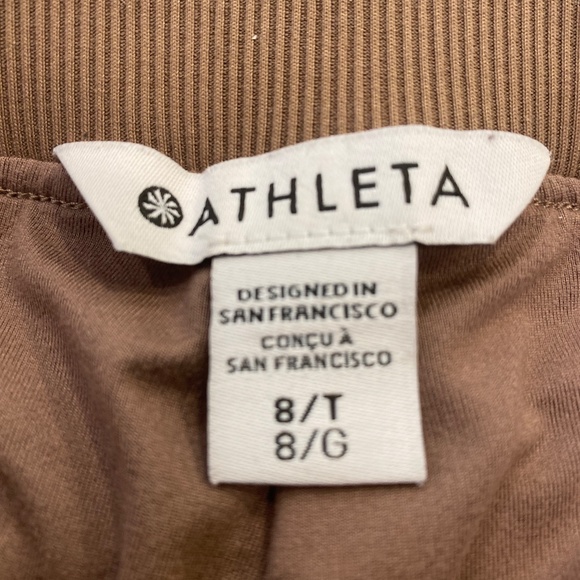 ATHLETA
DESIGNED IN
SAN FRANCISCO
CONÇU À
SAN FRANCISCO
8/T
8/G